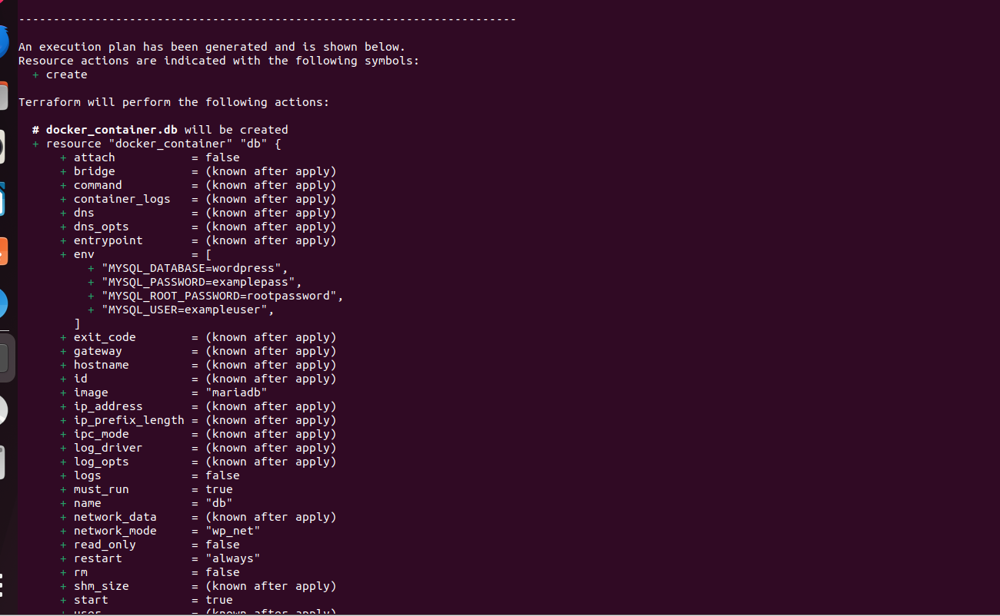 ------------------------------------------------------------------------
An execution plan has been generated and is shown below.
Resource actions are indicated with the following symbols:
  + create
Terraform will perform the following actions:
  # docker_container.db will be created
  + resource "docker_container" "db" {
      + attach           = false
      + bridge           = (known after apply)
      + command          = (known after apply)
      + container_logs   = (known after apply)
      + dns              = (known after apply)
      + dns_opts         = (known after apply)
      + entrypoint       = (known after apply)
      + env              = [
          + "MYSQL_DATABASE=wordpress",
          + "MYSQL_PASSWORD=examplepass",
          + "MYSQL_ROOT_PASSWORD=rootpassword",
          + "MYSQL_USER=exampleuser",
        ]
      + exit_code        = (known after apply)
      + gateway          = (known after apply)
      + hostname         = (known after apply)
      + id               = (known after apply)
      + image            = "mariadb"
      + ip_address       = (known after apply)
      + ip_prefix_length = (known after apply)
      + ipc_mode         = (known after apply)
      + log_driver       = (known after apply)
      + log_opts         = (known after apply)
      + logs             = false
      + must_run         = true
      + name             = "db"
      + network_data     = (known after apply)
      + network_mode     = "wp_net"
      + read_only        = false
      + restart          = "always"
      + rm               = false
      + shm_size         = (known after apply)
      + start            = true
      + user             = (known after apply)